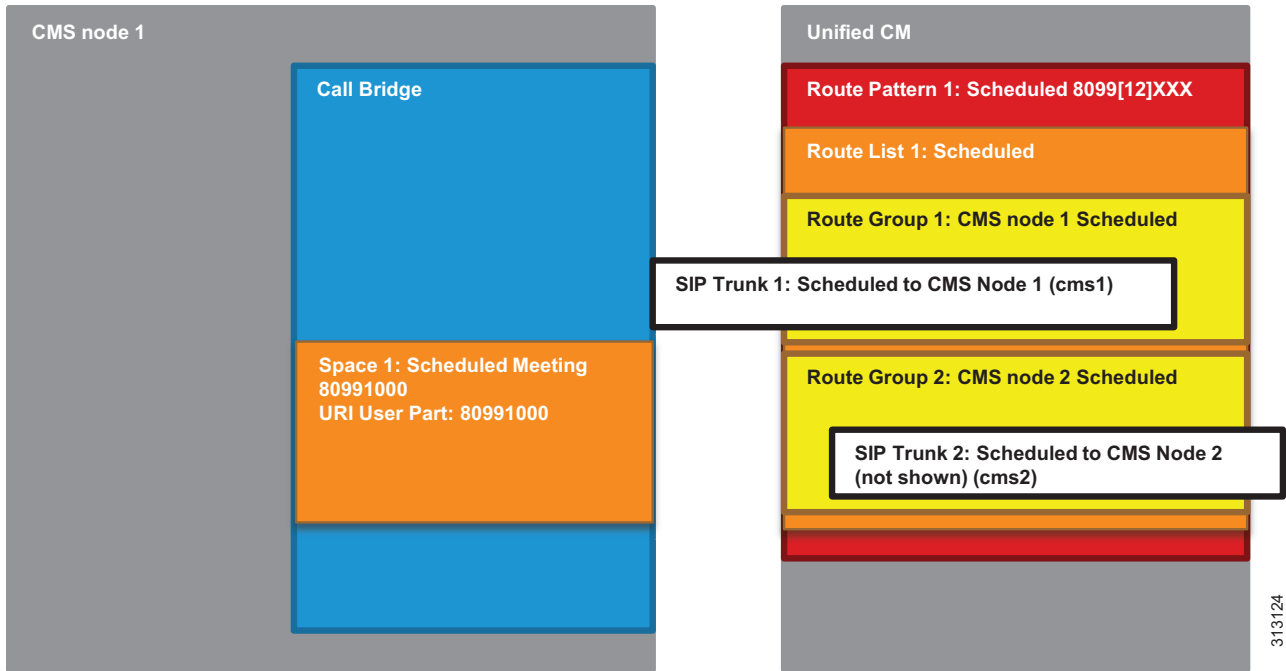 CMS node 1
Call Bridge
Space 1: Scheduled Meeting
80991000
URI User Part: 80991000
SIP Trunk 1: Scheduled to CMS Node 1 (cms1)
Unified CM
Route Pattern 1: Scheduled 8099[12]XXX
Route List 1: Scheduled
Route Group 1: CMS node 1 Scheduled
Route Group 2: CMS node 2 Scheduled
SIP Trunk 2: Scheduled to CMS Node 2
(not shown) (cms2)
313124